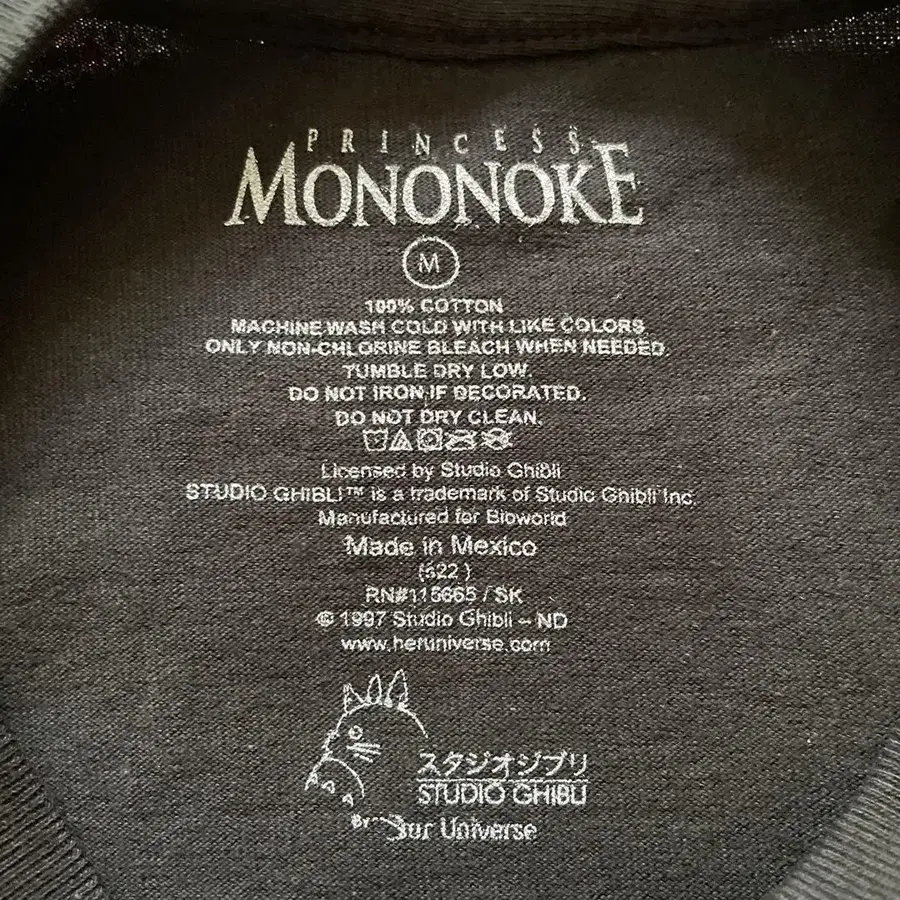 PRINCESS
MONONOKE
M
100% COTTON
MACHINE WASH COLD WITH LIKE COLORS.
ONLY NON-CHLORINE BLEACH WHEN NEEDED.
TUMBLE DRY LOW.
DO NOT IRON IF DECORATED.
DO NOT DRY CLEAN.
Licensed by Studio Ghibli
STUDIO GHIBLI™ is a trademark of Studio Ghibli Inc.
Manufactured for Bioworld
Made in Mexico
(622 )
RN#115665 / SK
© 1997 Studio Ghibli – ND
www.heruniverse.com
スタジオジブリ
STUDIO GHIBLI
By Universe